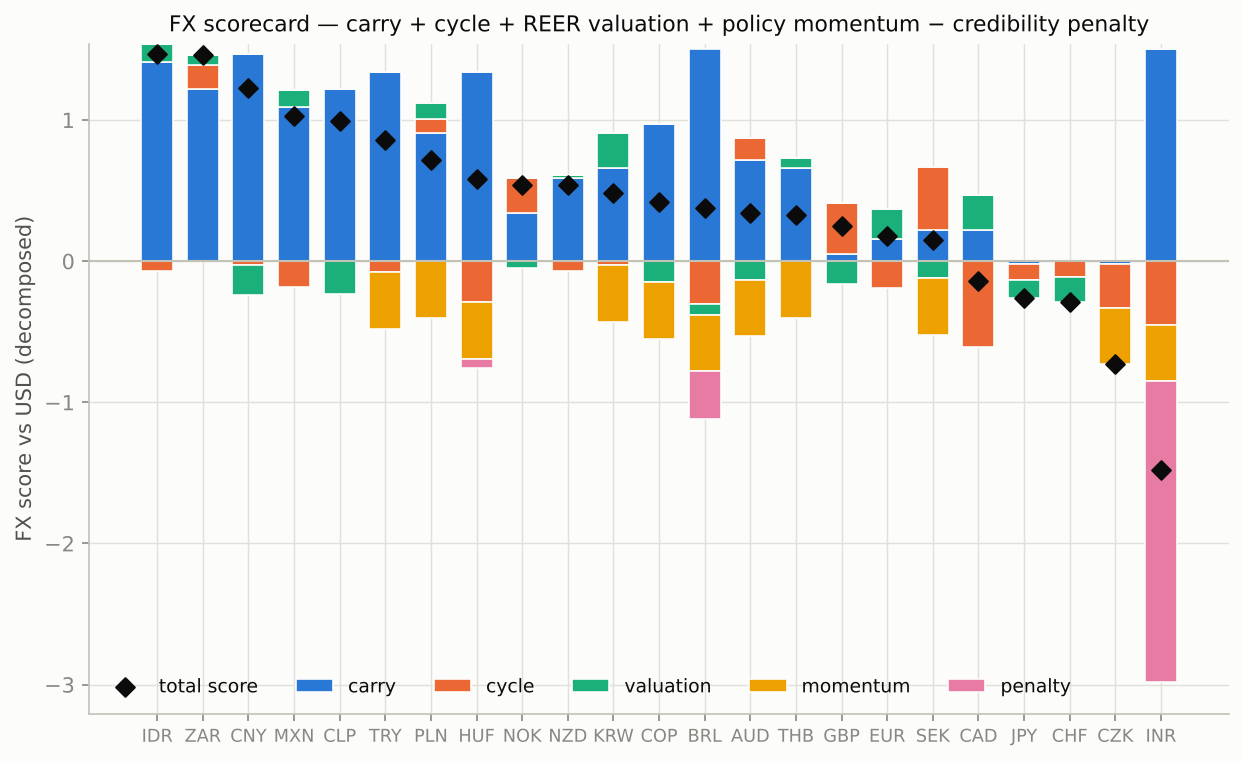 FX scorecard — carry + cycle + REER valuation + policy momentum − credibility penalty
FX score vs USD (decomposed)
1
0
−1
−2
−3
total score carry cycle valuation momentum penalty
IDR ZAR CNY MXN CLP TRY PLN HUF NOK NZD KRW COP BRL AUD THB GBP EUR SEK CAD JPY CHF CZK INR